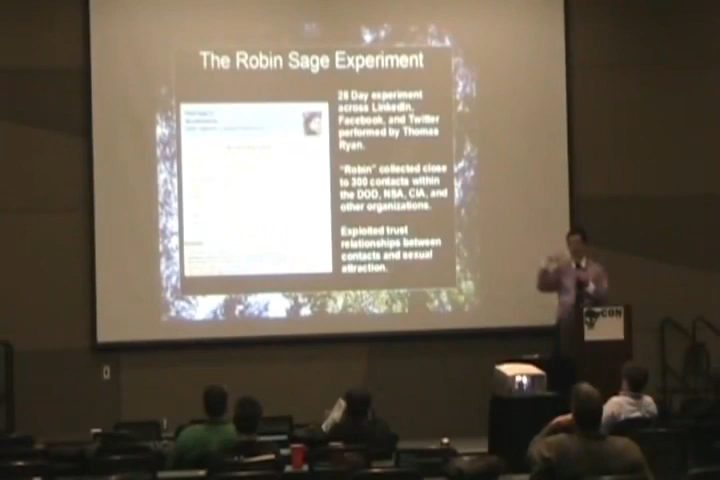 The Robin Sage Experiment
28 Day experiment
across LinkedIn,
Facebook, and Twitter
performed by Thomas
Ryan.
"Robin" collected close
to 300 contacts within
the DOD, NSA, CIA, and
other organizations.
Exploited trust
relationships between
contacts and sexual
attraction.
CON